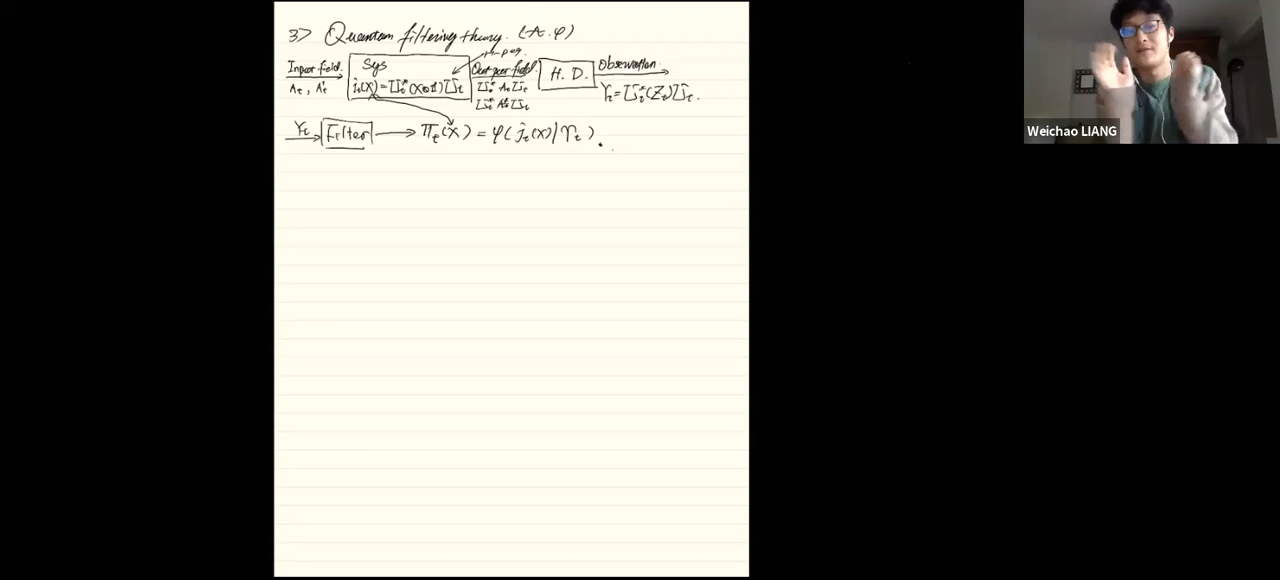 3) Quantum filtering theory. (A, φ)
Input field Sys Output field H. D. Observation
Aₜ, Aₜ* jₜ(X)=Uₜ*(X⊗1)Uₜ Uₜ* Aₜ Uₜ Yₜ=Uₜ*(Zₜ)Uₜ.
Uₜ* Aₜ* Uₜ
Yₜ Filter → πₜ(X) = φ(jₜ(X)|𝒴ₜ).
Weichao LIANG